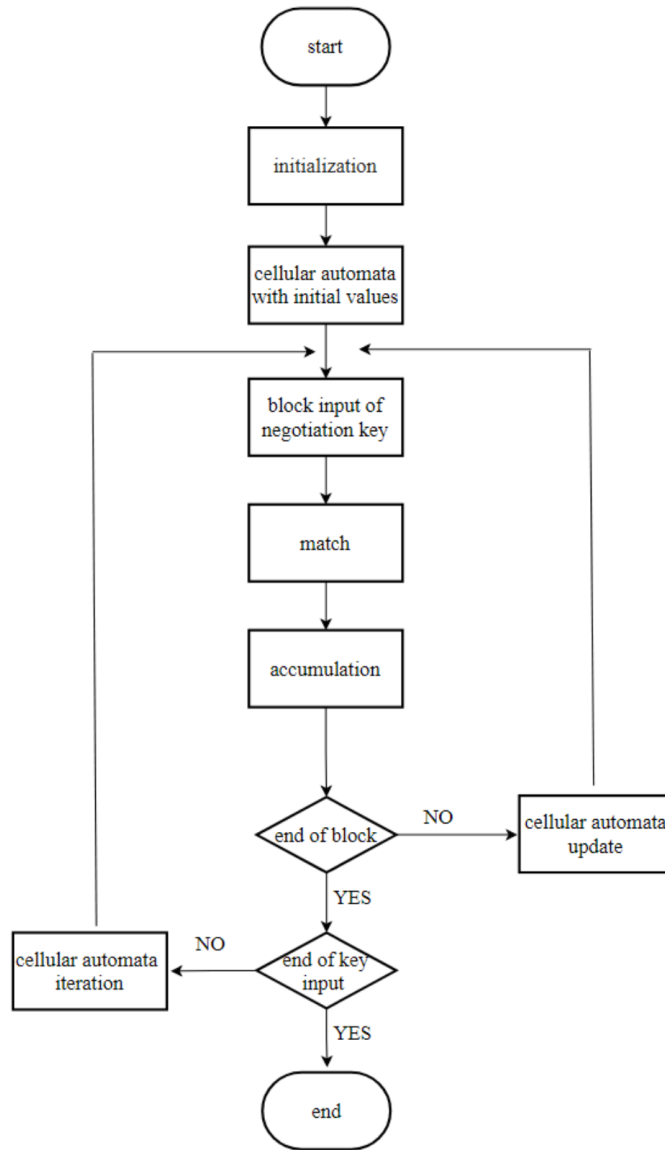 start
initialization
cellular automata
with initial values
block input of
negotiation key
match
accumulation
end of block
NO
cellular automata
update
YES
end of key
input
NO
cellular automata
iteration
YES
end